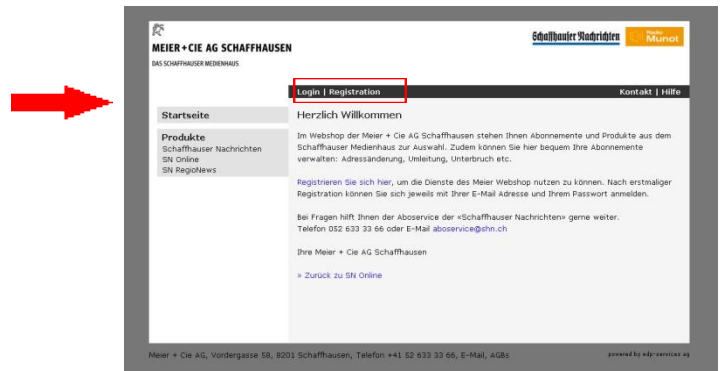 MEIER+CIE AG SCHAFFHAUSEN
DAS SCHAFFHAUSER MEDIENHAUS
Schaffhauser Nachrichten
Radio
Munot
Login | Registration
Kontakt | Hilfe
Startseite
Produkte
Schaffhauser Nachrichten
SN Online
SN RegioNews
Herzlich Willkommen
Im Webshop der Meier + Cie AG Schaffhausen stehen Ihnen Abonnemente und Produkte aus dem
Schaffhauser Medienhaus zur Auswahl. Zudem können Sie hier bequem Ihre Abonnemente
verwalten: Adressänderung, Umleitung, Unterbruch etc.
Registrieren Sie sich hier, um die Dienste des Meier Webshop nutzen zu können. Nach erstmaliger
Registration können Sie sich jeweils mit Ihrer E-Mail Adresse und Ihrem Passwort anmelden.
Bei Fragen hilft Ihnen der Aboservice der «Schaffhauser Nachrichten» gerne weiter.
Telefon 052 633 33 66 oder E-Mail aboservice@shn.ch
Ihre Meier + Cie AG Schaffhausen
» Zurück zu SN Online
Meier + Cie AG, Vordergasse 58, 8201 Schaffhausen, Telefon +41 52 633 33 66, E-Mail, AGBs
powered by edp-services ag